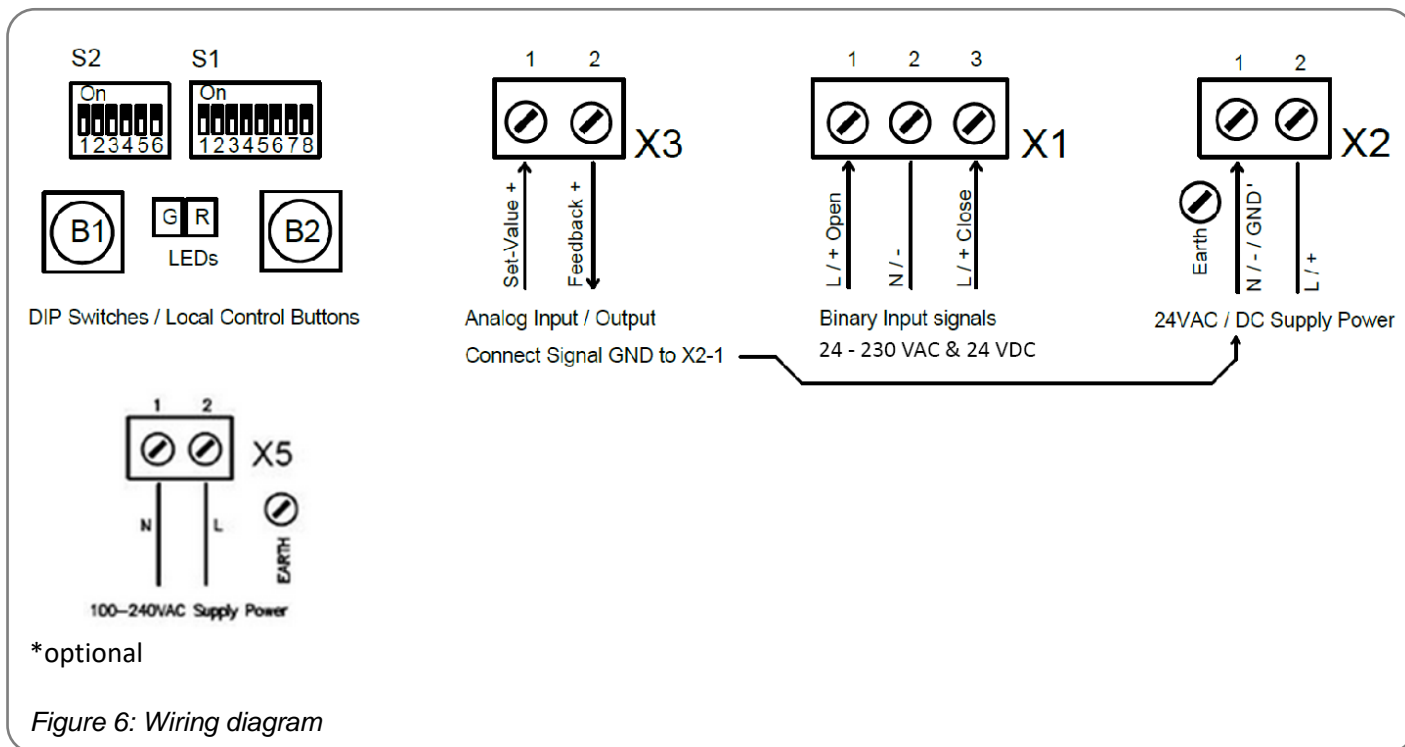 S2 S1
On On
123456 12345678
B1 G R B2
LEDs
DIP Switches / Local Control Buttons
1 2
X3
Set-Value +
Feedback +
Analog Input / Output
Connect Signal GND to X2-1
1 2 3
X1
L / + Open
N / -
L / + Close
Binary Input signals
24 - 230 VAC & 24 VDC
1 2
X2
Earth
N / - / GND'
L / +
24VAC / DC Supply Power
1 2
X5
N L
EARTH
100-240VAC Supply Power
*optional
Figure 6: Wiring diagram